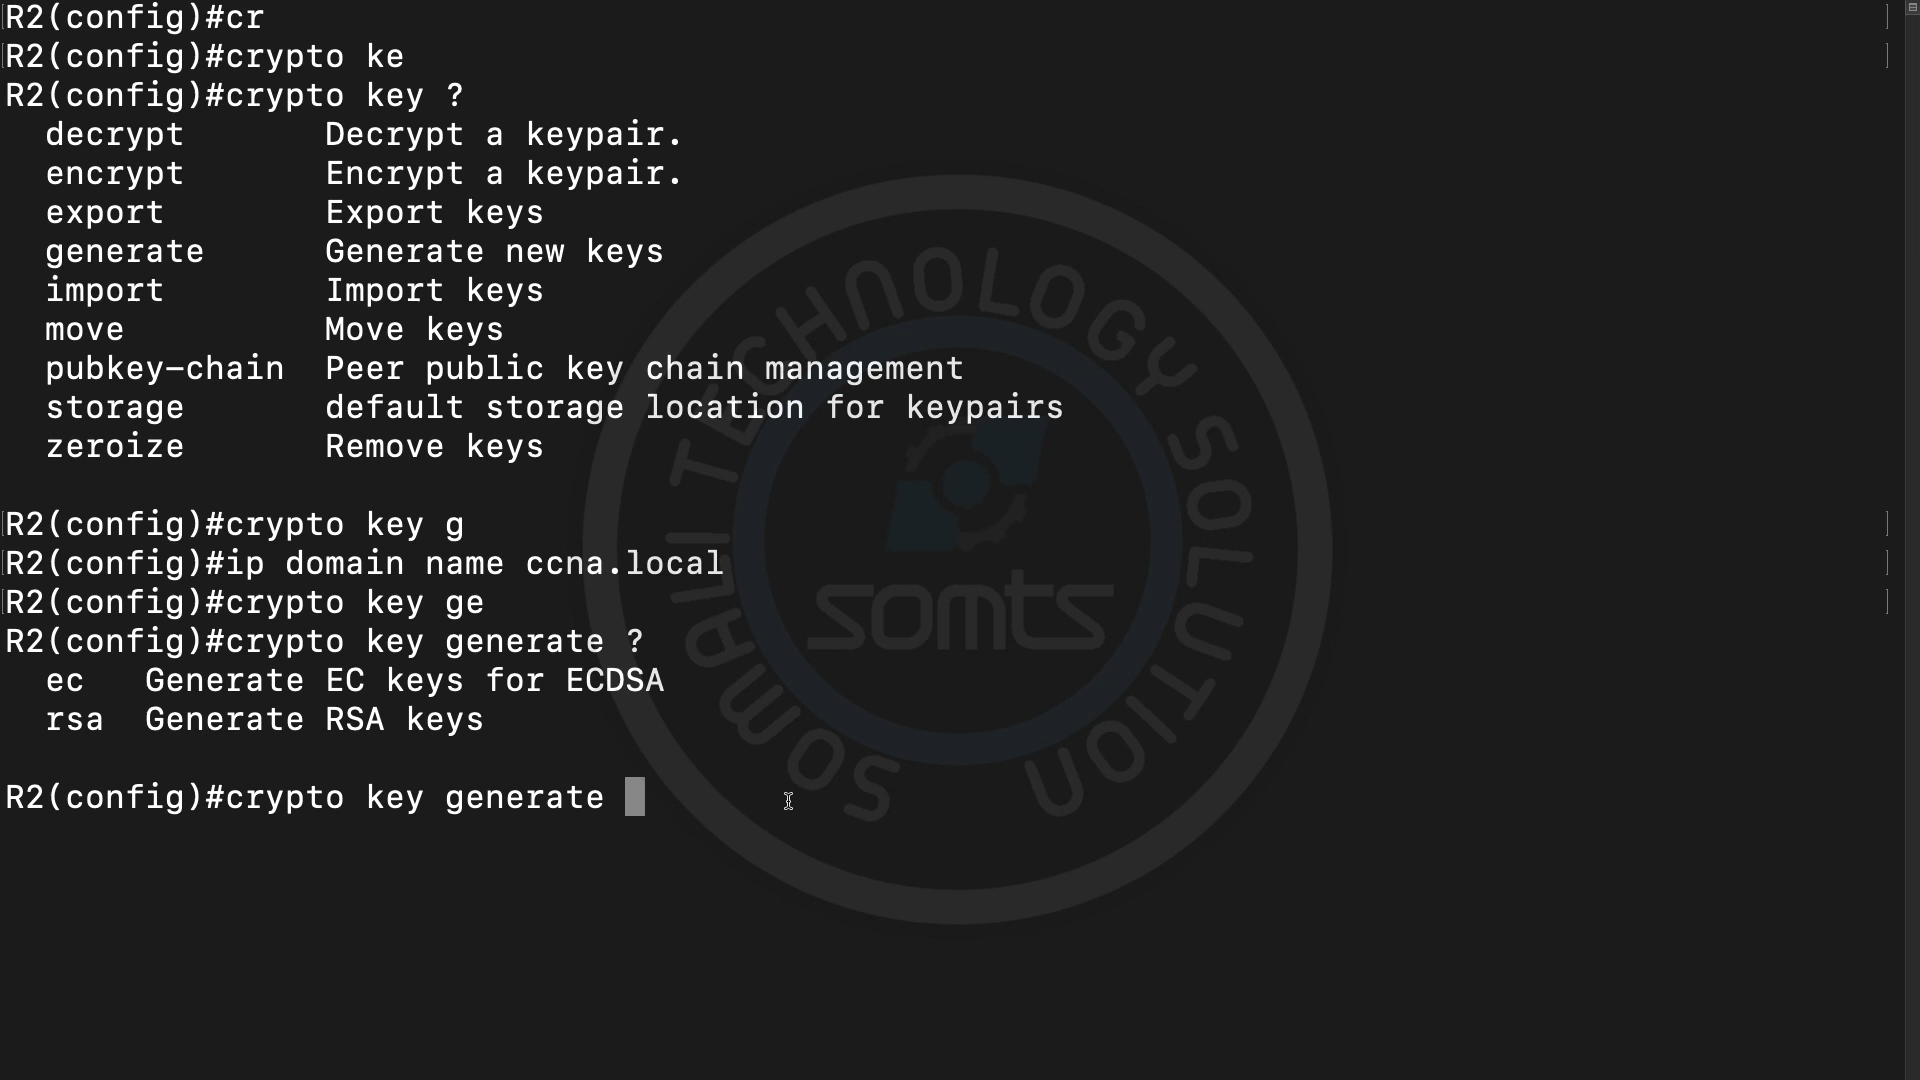 R2(config)#cr
R2(config)#crypto ke
R2(config)#crypto key ?
decrypt Decrypt a keypair.
encrypt Encrypt a keypair.
export Export keys
generate Generate new keys
import Import keys
move Move keys
pubkey-chain Peer public key chain management
storage default storage location for keypairs
zeroize Remove keys
R2(config)#crypto key g
R2(config)#ip domain name ccna.local
R2(config)#crypto key ge
R2(config)#crypto key generate ?
ec Generate EC keys for ECDSA
rsa Generate RSA keys
R2(config)#crypto key generate
SOMALI TECHNOLOGY SOLUTION
somts